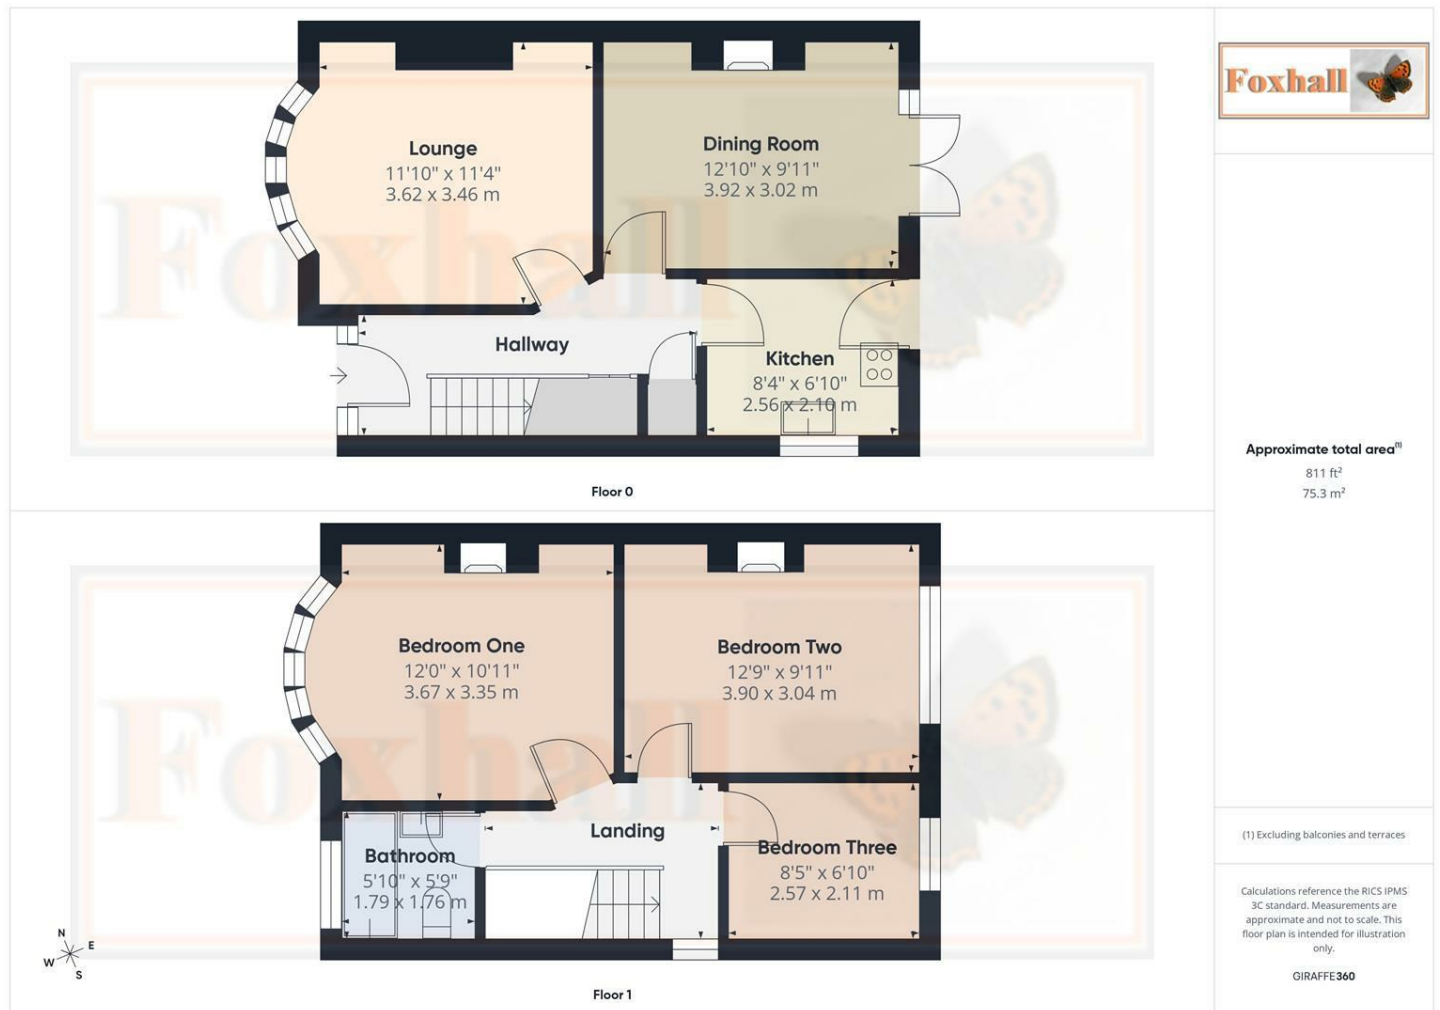 Foxhall
Lounge
11'10" x 11'4"
3.62 x 3.46 m
Dining Room
12'10" x 9'11"
3.92 x 3.02 m
Hallway
Kitchen
8'4" x 6'10"
2.56 x 2.10 m
Foxhall
Floor 0
Bedroom One
12'0" x 10'11"
3.67 x 3.35 m
Bedroom Two
12'9" x 9'11"
3.90 x 3.04 m
Landing
Bathroom
5'10" x 5'9"
1.79 x 1.76 m
Bedroom Three
8'5" x 6'10"
2.57 x 2.11 m
Foxhall
N
E
W
S
Floor 1
Approximate total area(1)
811 ft²
75.3 m²
(1) Excluding balconies and terraces
Calculations reference the RICS IPMS
3C standard. Measurements are
approximate and not to scale. This
floor plan is intended for illustration
only.
GIRAFFE360